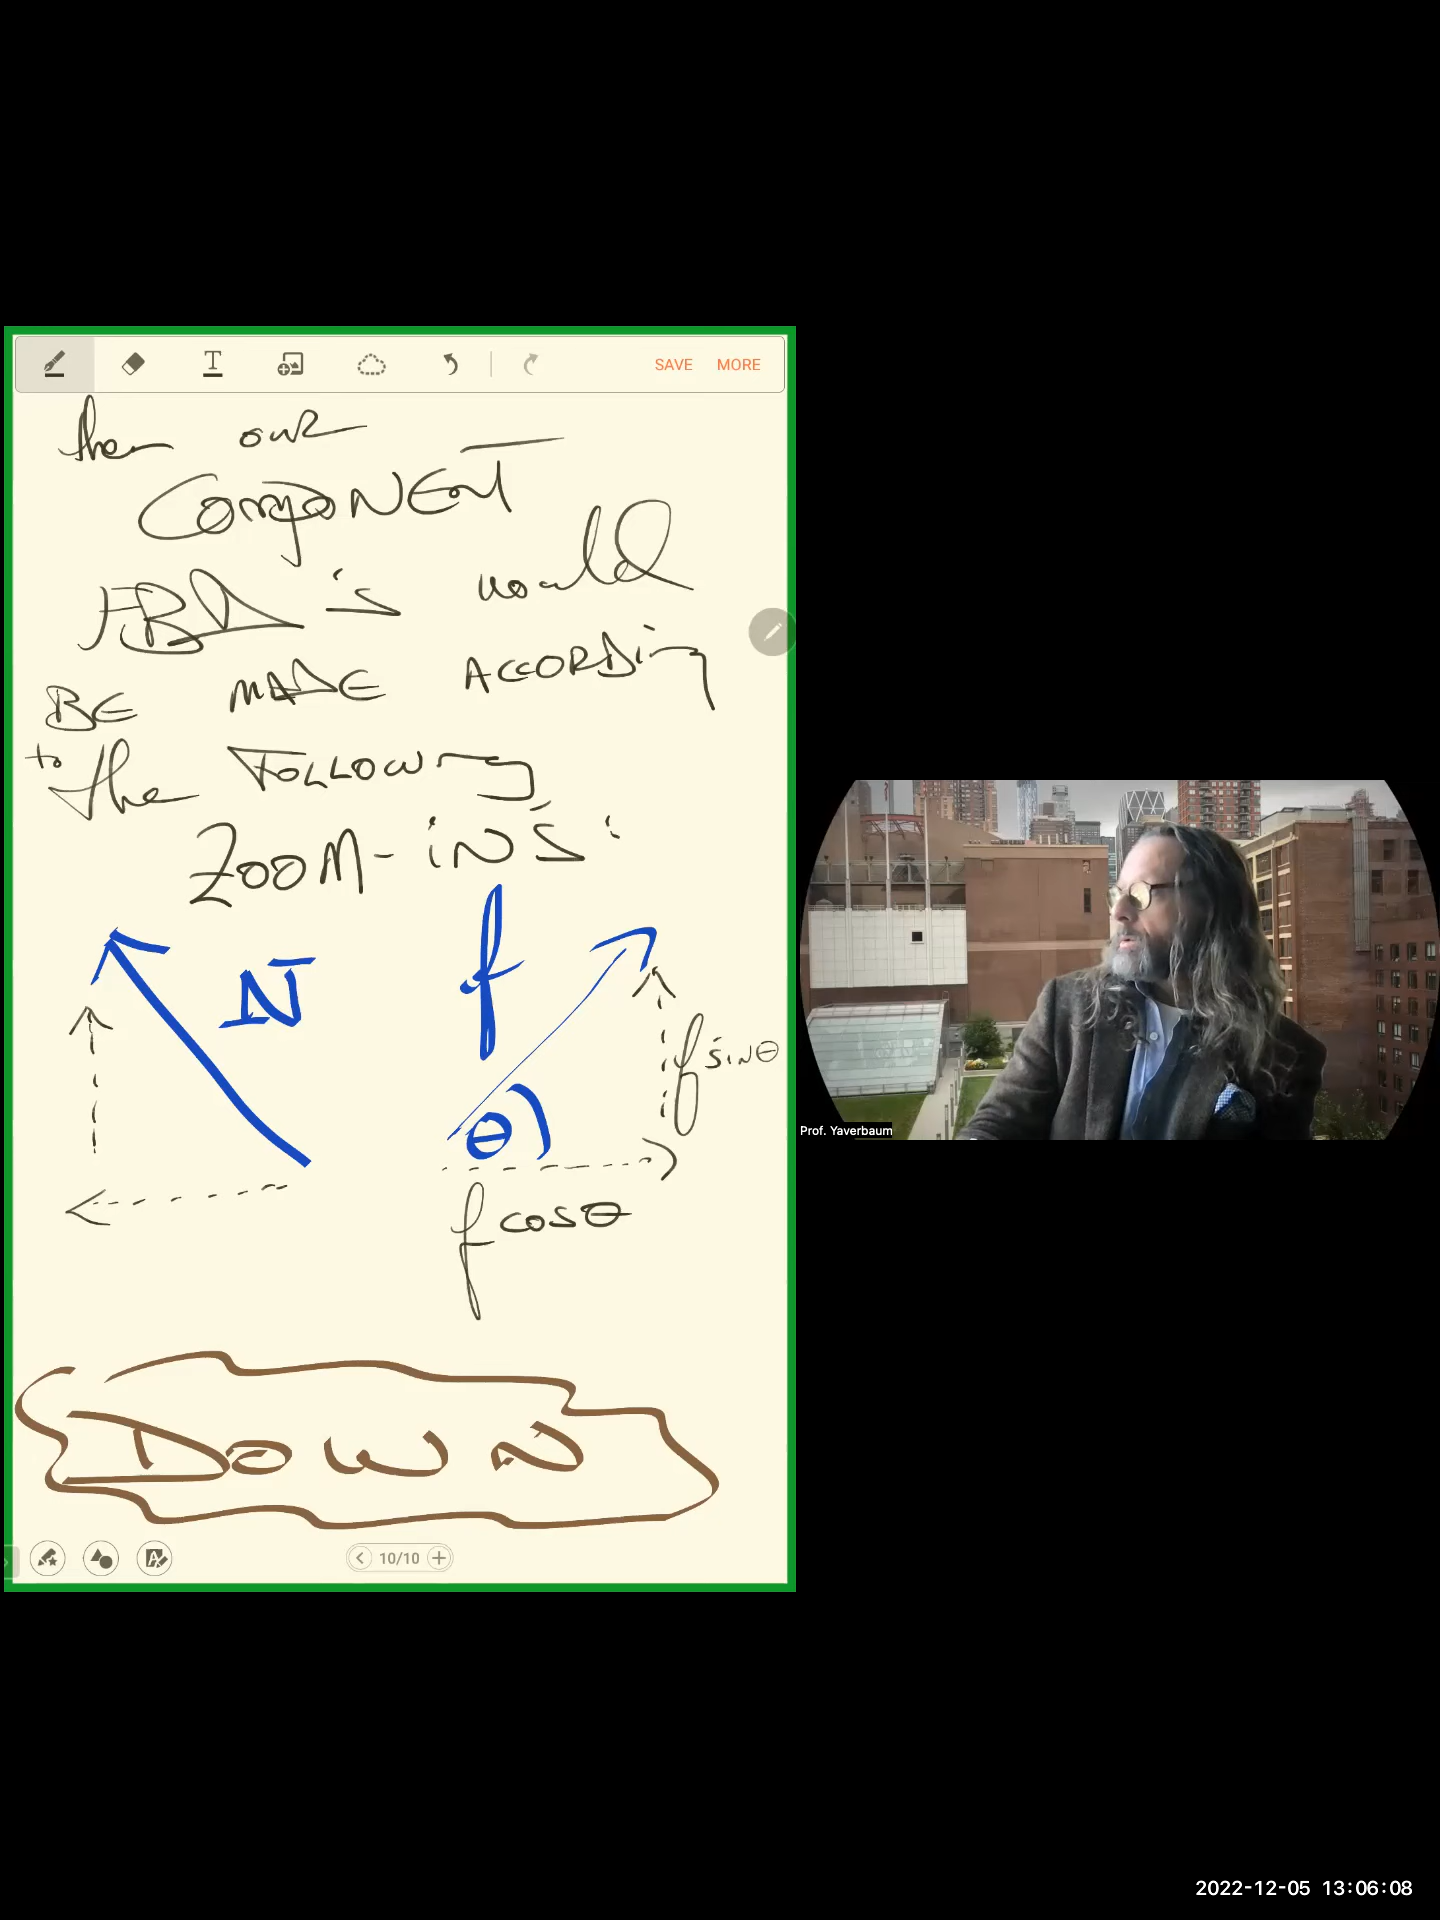 T
SAVE MORE
then our
COMPONENT
FBD's would
BE MADE ACCORDing
to the FOLLOWing
ZOOM-iNS:
N f
f sinθ
θ
f cosθ
DOWN
10/10
Prof. Yaverbaum
2022-12-05 13:06:08